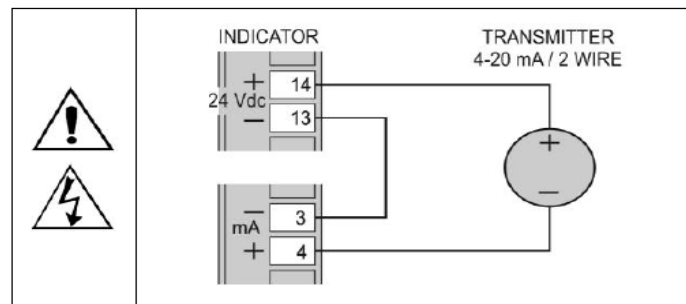 INDICATOR
TRANSMITTER
4-20 mA / 2 WIRE
+
14
24 Vdc
–
13
+
–
–
3
mA
+
4